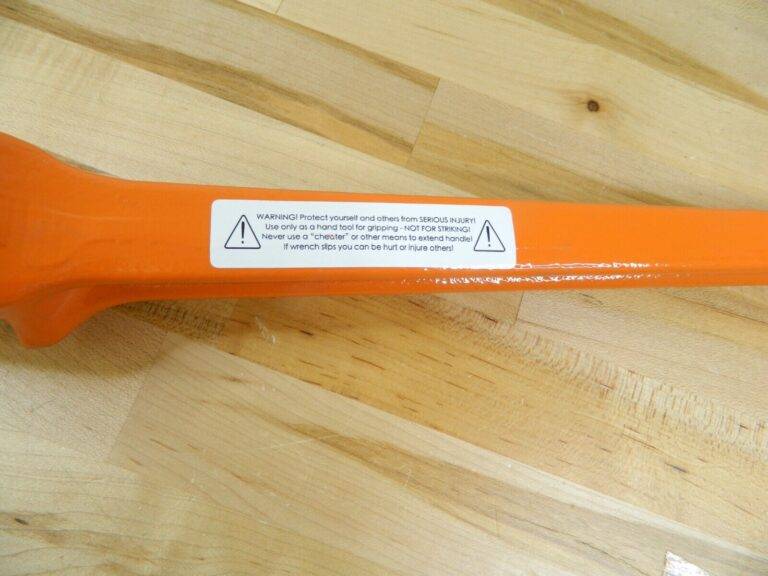 WARNING! Protect yourself and others from SERIOUS INJURY!
Use only as a hand tool for gripping - NOT FOR STRIKING!
Never use a "cheater" or other means to extend handle!
If wrench slips you can be hurt or injure others!